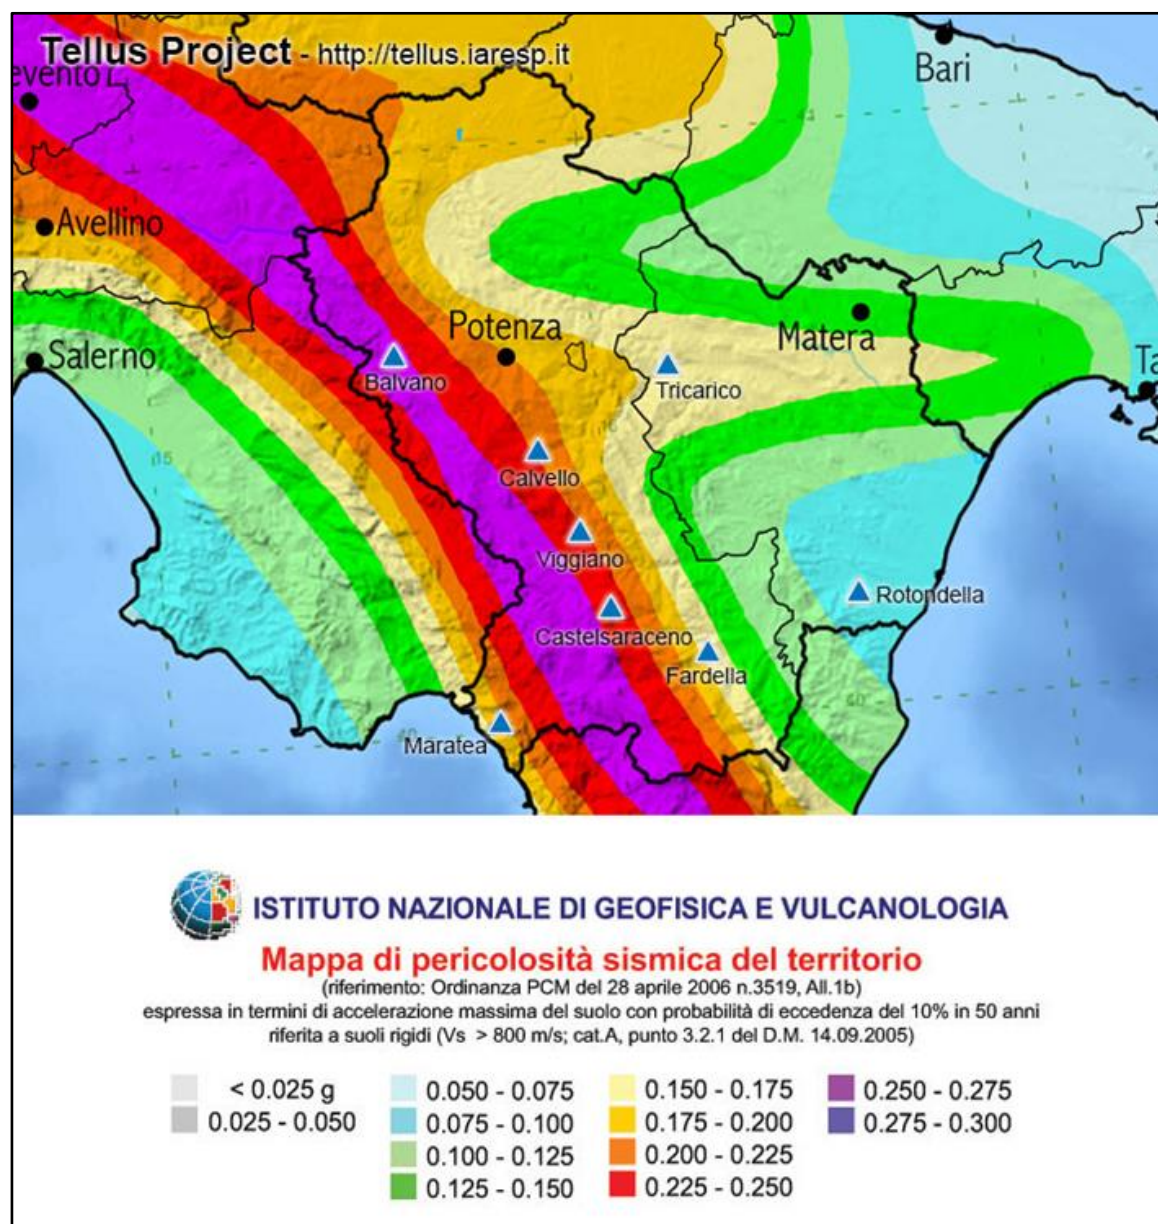 Tellus Project - http://tellus.iaresp.it
evento
Bari
Avellino
Salerno
Potenza
Matera
Ta
Balvano
Tricarico
Calvello
Viggiano
Rotondella
Castelsaraceno
Fardella
Maratea
15
16
41
40
ISTITUTO NAZIONALE DI GEOFISICA E VULCANOLOGIA
Mappa di pericolosità sismica del territorio
(riferimento: Ordinanza PCM del 28 aprile 2006 n.3519, All.1b)
espressa in termini di accelerazione massima del suolo con probabilità di eccedenza del 10% in 50 anni
riferita a suoli rigidi (Vs > 800 m/s; cat.A, punto 3.2.1 del D.M. 14.09.2005)
< 0.025 g
0.025 - 0.050
0.050 - 0.075
0.075 - 0.100
0.100 - 0.125
0.125 - 0.150
0.150 - 0.175
0.175 - 0.200
0.200 - 0.225
0.225 - 0.250
0.250 - 0.275
0.275 - 0.300